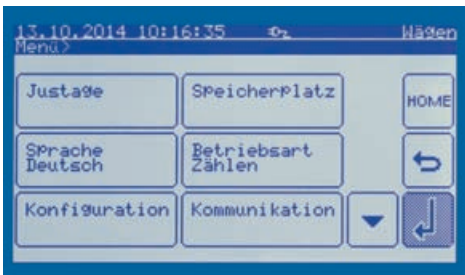 13.10.2014 10:16:35 Wägen
Menü>
Justage
Speicherplatz
HOME
Sprache
Deutsch
Betriebsart
Zählen
Konfiguration
Kommunikation